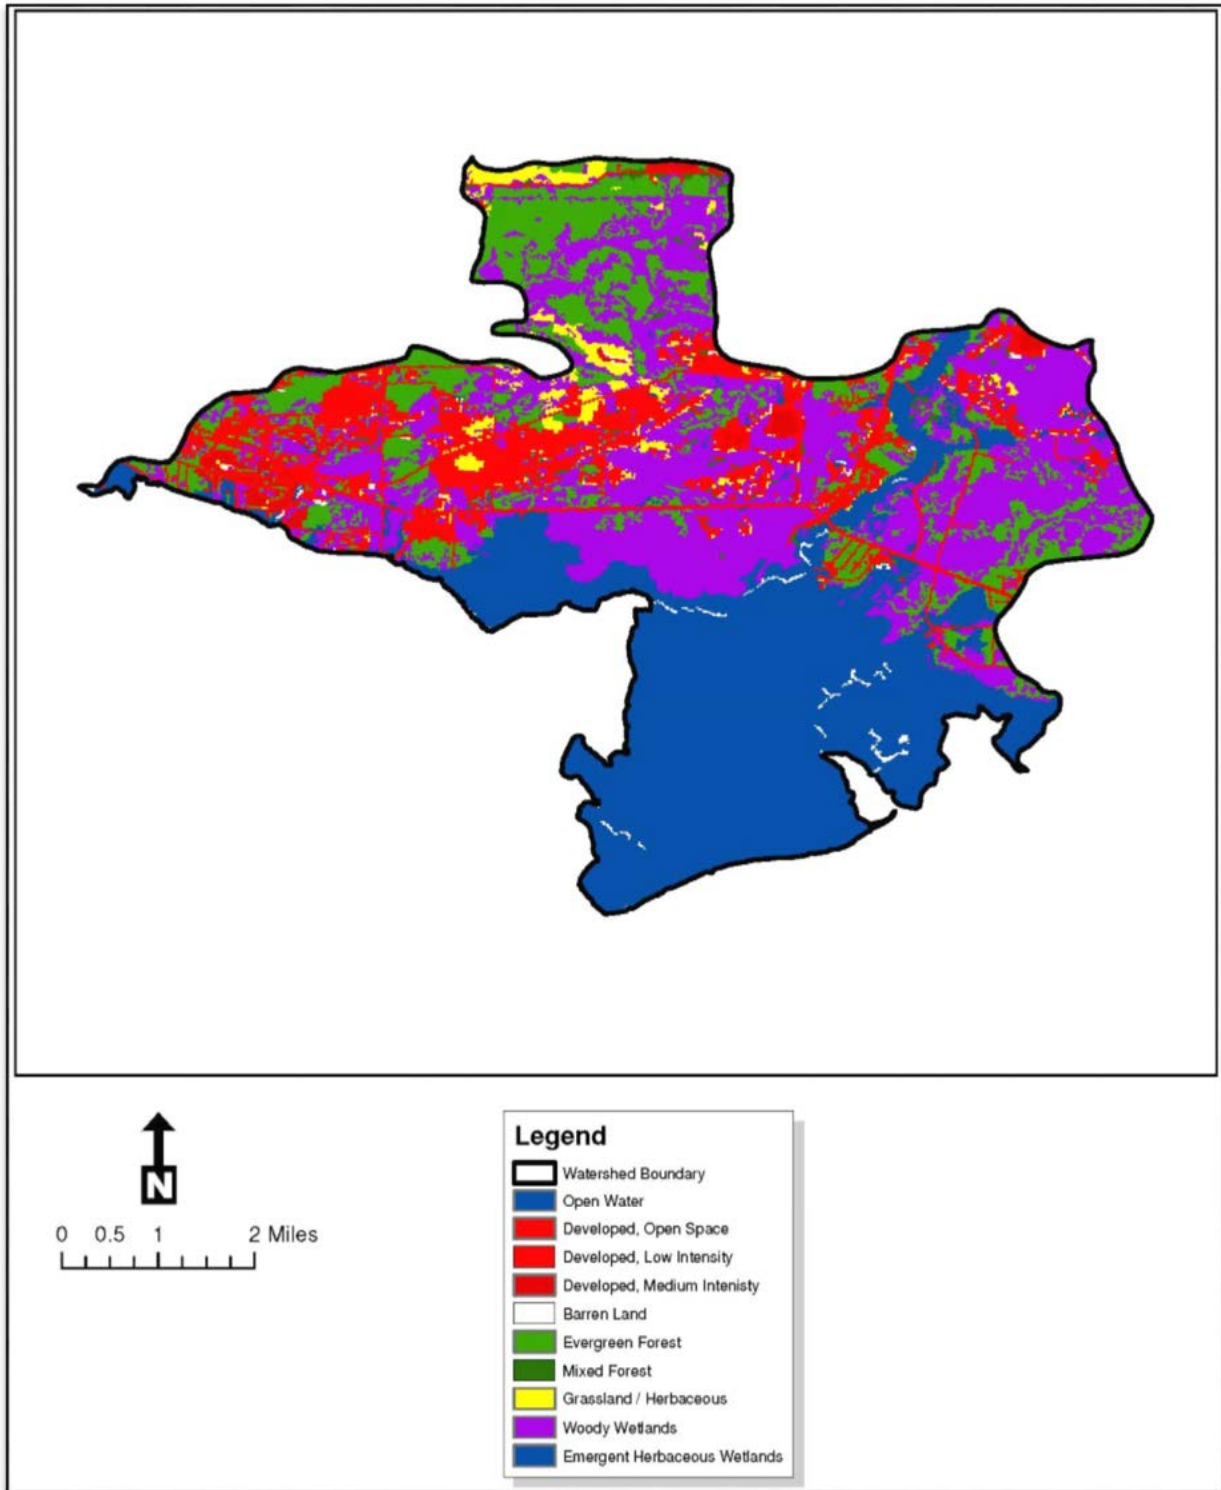 N
0 0.5 1 2 Miles
Legend
Watershed Boundary
Open Water
Developed, Open Space
Developed, Low Intensity
Developed, Medium Intenisty
Barren Land
Evergreen Forest
Mixed Forest
Grassland / Herbaceous
Woody Wetlands
Emergent Herbaceous Wetlands